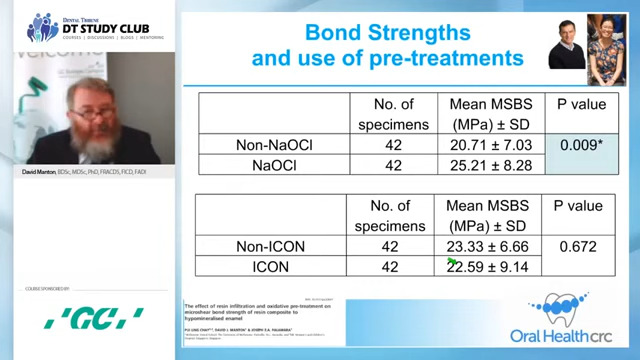 DENTAL TRIBUNE
DT STUDY CLUB
COURSES | DISCUSSIONS | BLOGS | MENTORING
David Manton, BDSc, MDSc, PhD, FRACDS, FICD, FADI
COURSE SPONSORED BY:
GC
Bond Strengths
and use of pre-treatments
No. of specimens Mean MSBS (MPa) ± SD P value
Non-NaOCl 42 20.71 ± 7.03 0.009*
NaOCl 42 25.21 ± 8.28
No. of specimens Mean MSBS (MPa) ± SD P value
Non-ICON 42 23.33 ± 6.66 0.672
ICON 42 22.59 ± 9.14
The effect of resin infiltration and oxidative pre-treatment on
microshear bond strength of resin composite to
hypomineralised enamel
Oral Healthcrc